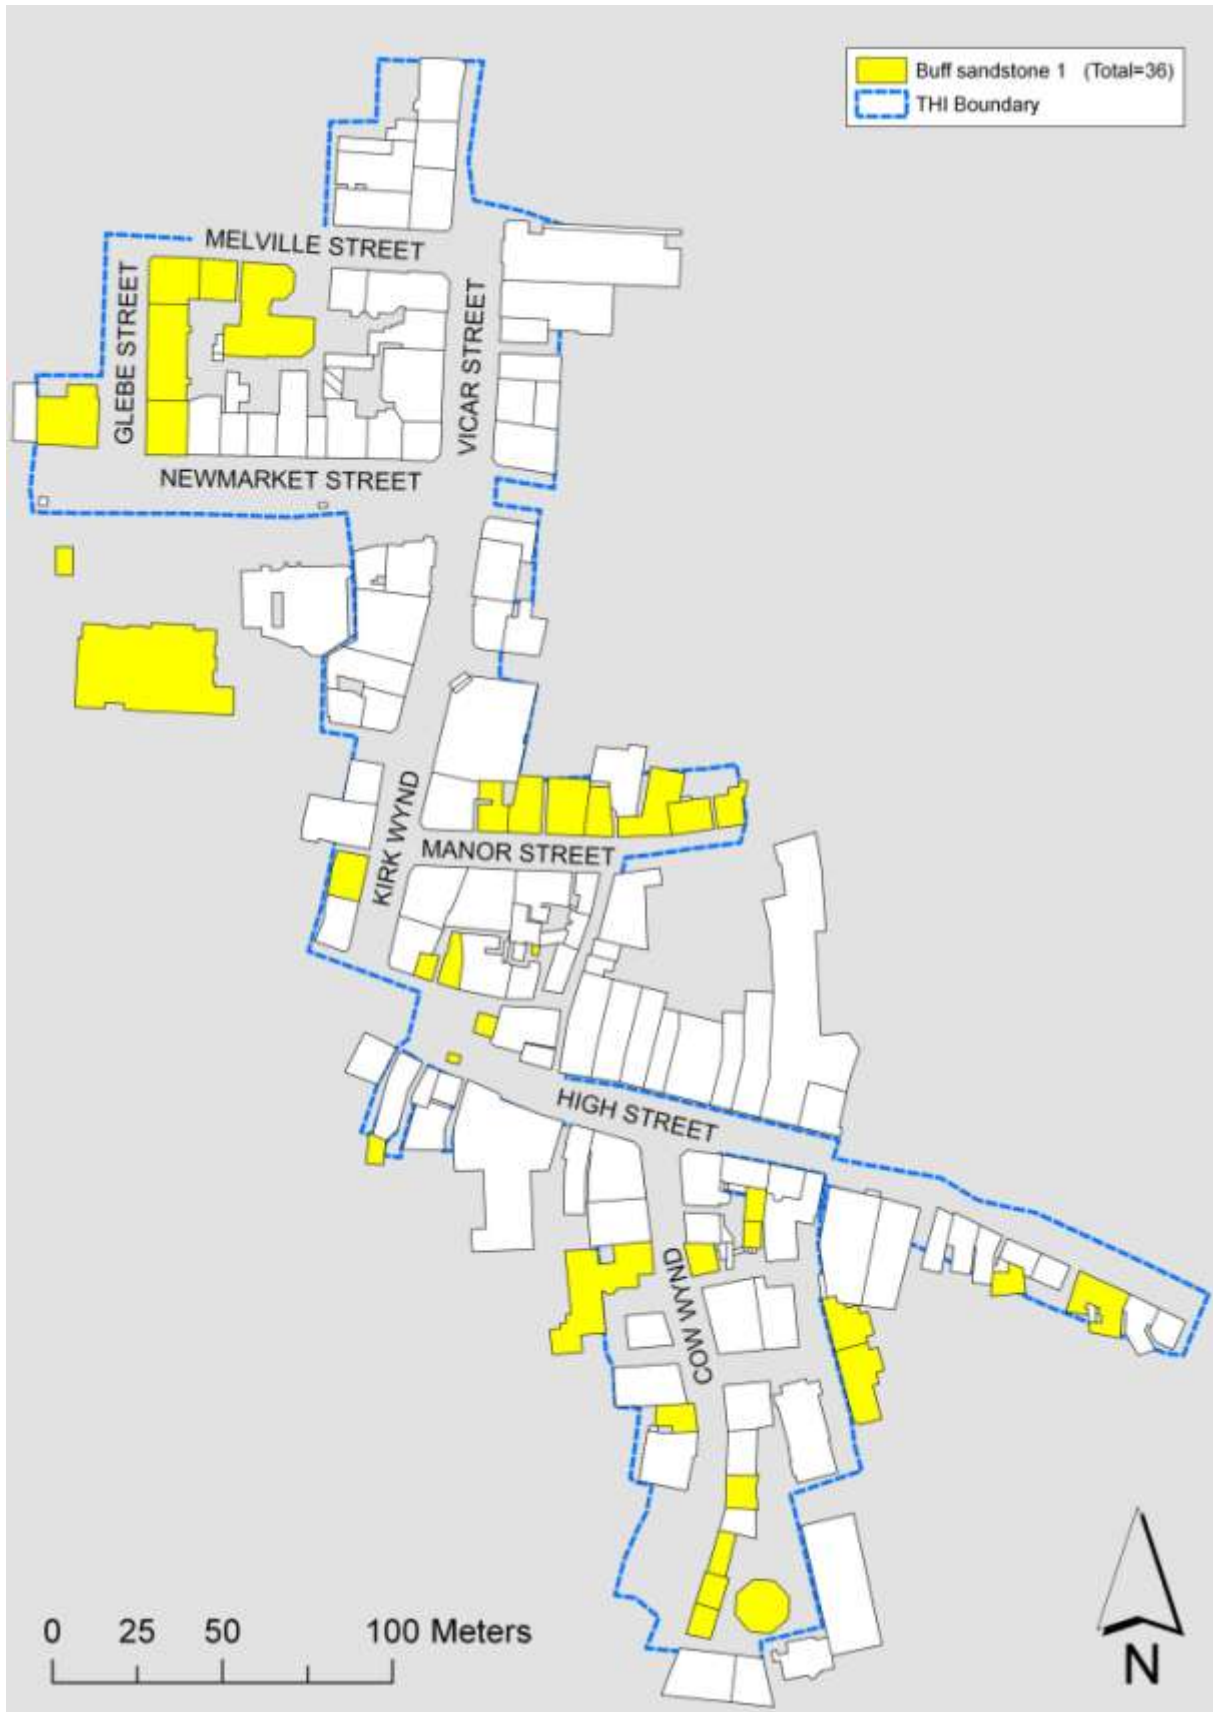 Buff sandstone 1 (Total=36)
THI Boundary
MELVILLE STREET
GLEBE STREET
VICAR STREET
NEWMARKET STREET
KIRK WYND
MANOR STREET
HIGH STREET
COW WYND
0 25 50 100 Meters
N